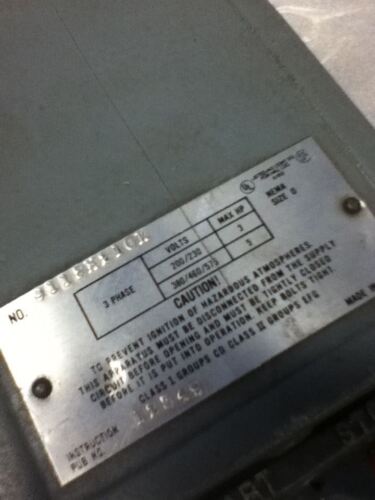 NEMA
SIZE 0
VOLTS MAX HP
3 PHASE
200/230 3
380/460/575 5
NO.
CAUTION!
TO PREVENT IGNITION OF HAZARDOUS ATMOSPHERES
THIS APPARATUS MUST BE DISCONNECTED FROM THE SUPPLY
CIRCUIT BEFORE OPENING AND MUST BE TIGHTLY CLOSED
BEFORE IT IS PUT INTO OPERATION. KEEP BOLTS TIGHT.
CLASS I GROUPS CD CLASS II GROUPS EFG
MADE
INSTRUCTION
PUB NO.